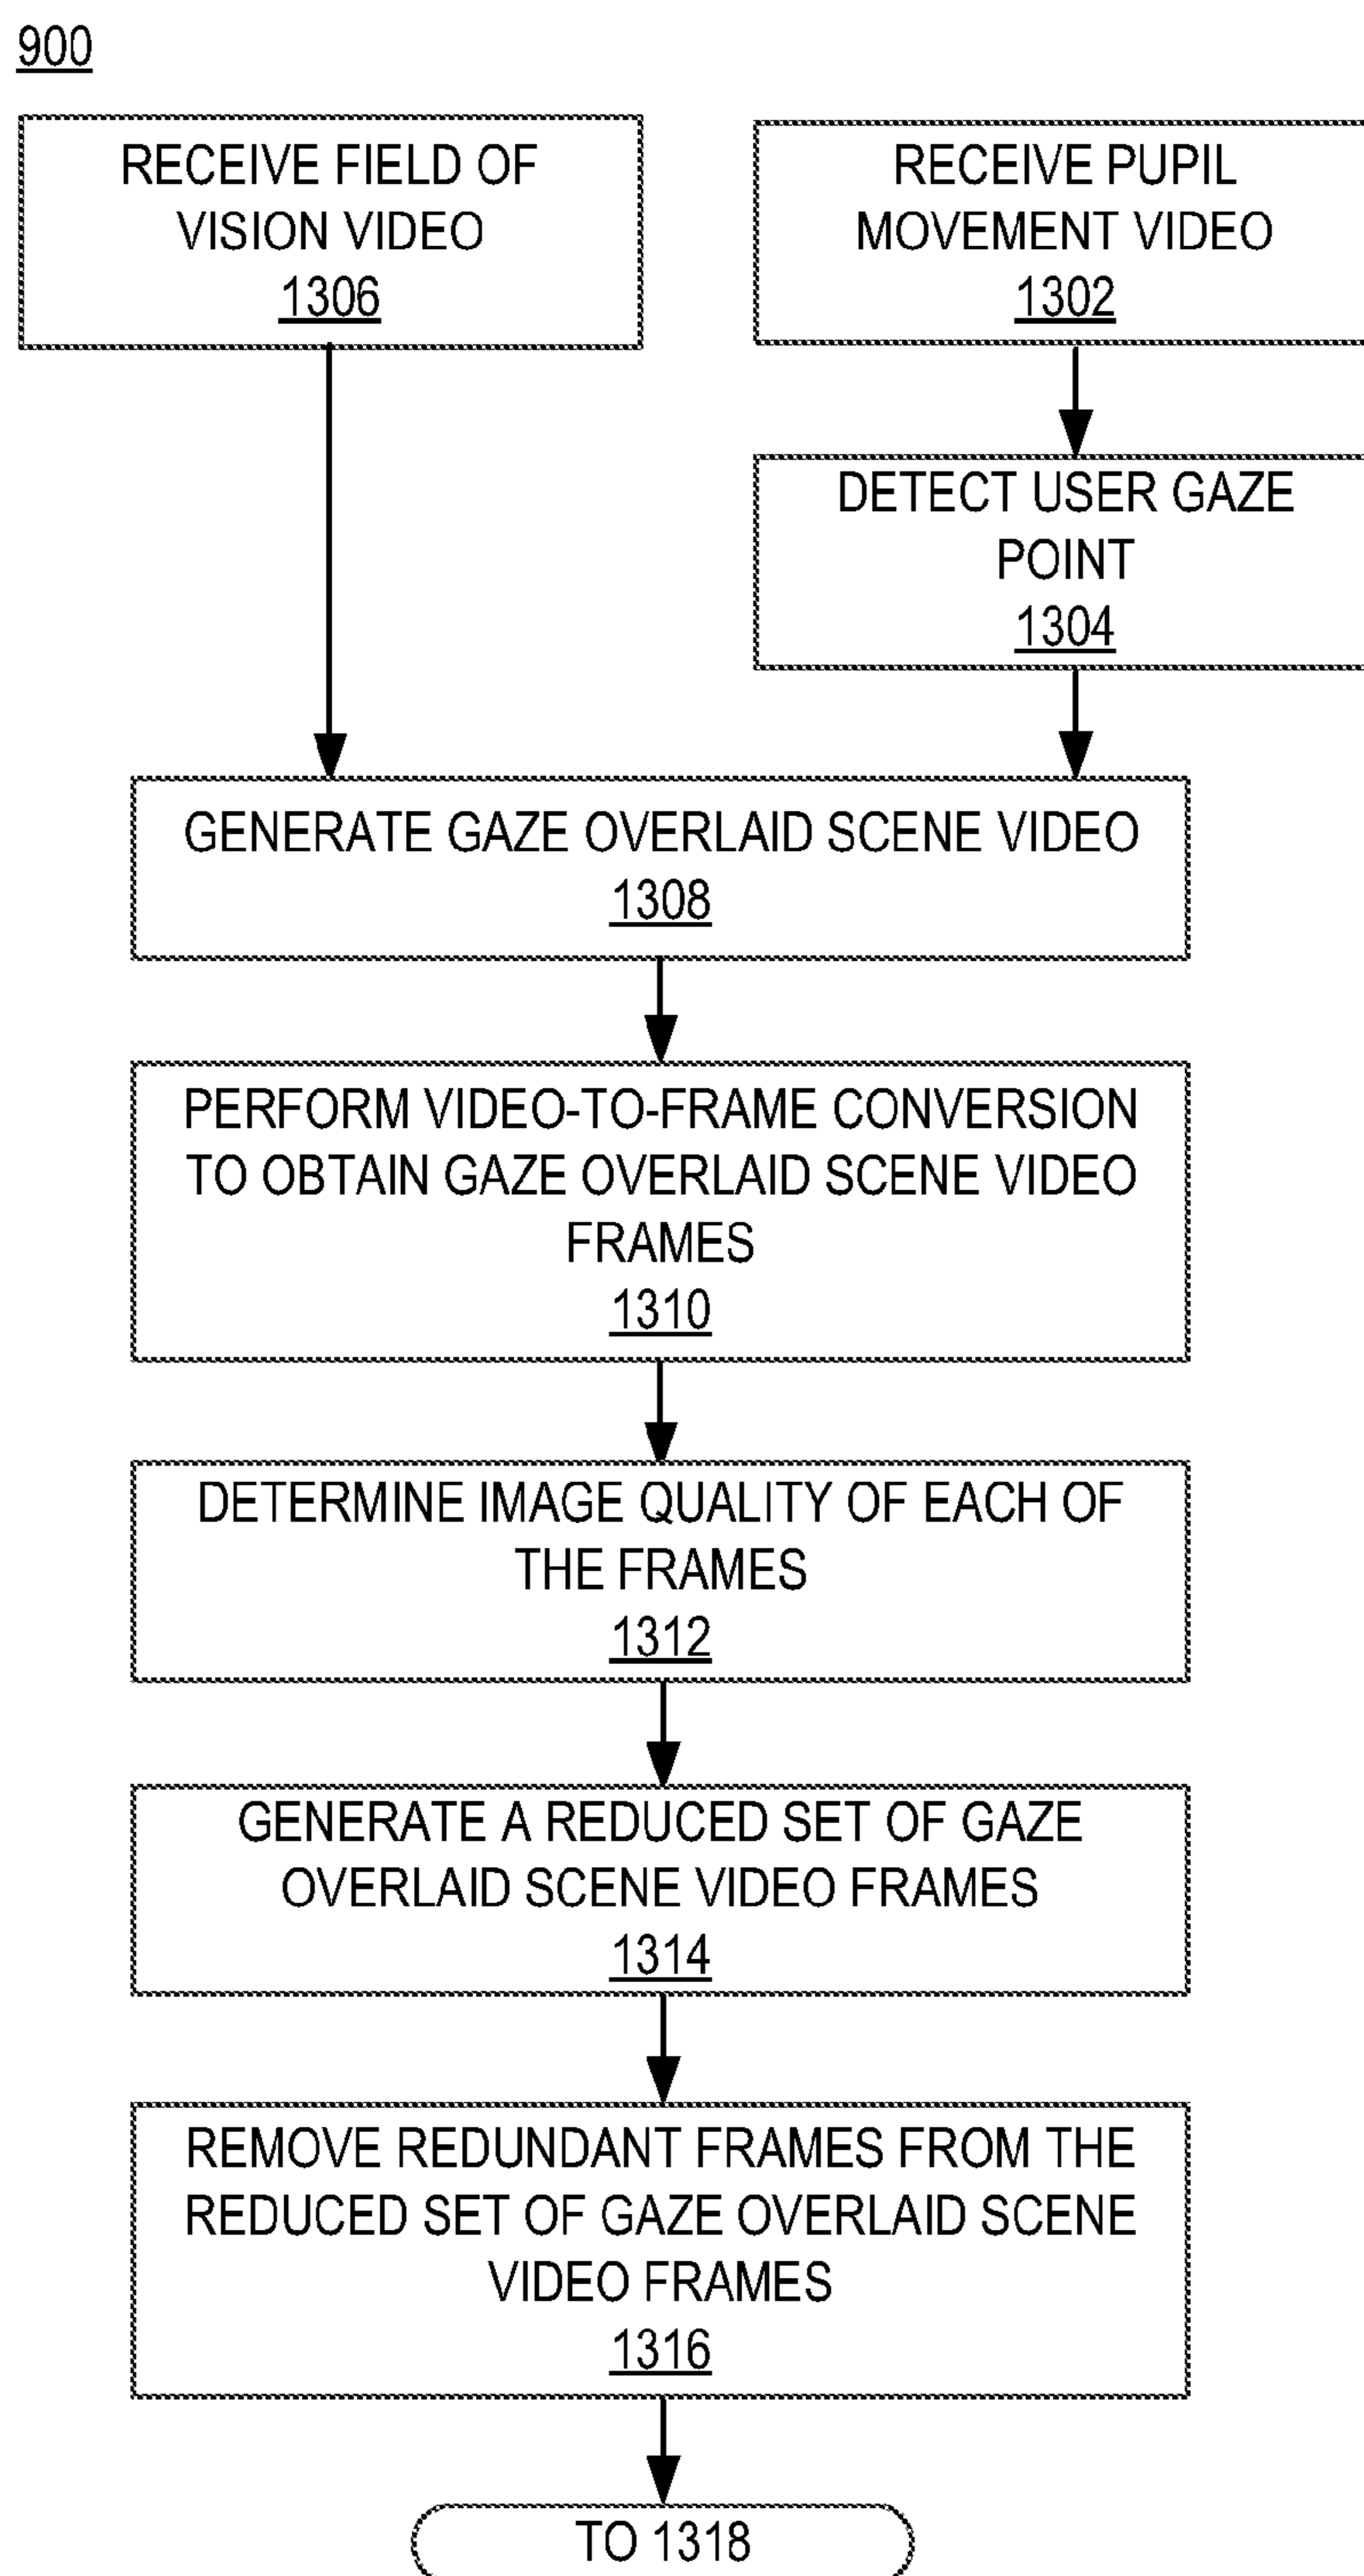 900
RECEIVE FIELD OF
VISION VIDEO
1306
RECEIVE PUPIL
MOVEMENT VIDEO
1302
DETECT USER GAZE
POINT
1304
GENERATE GAZE OVERLAID SCENE VIDEO
1308
PERFORM VIDEO-TO-FRAME CONVERSION
TO OBTAIN GAZE OVERLAID SCENE VIDEO
FRAMES
1310
DETERMINE IMAGE QUALITY OF EACH OF
THE FRAMES
1312
GENERATE A REDUCED SET OF GAZE
OVERLAID SCENE VIDEO FRAMES
1314
REMOVE REDUNDANT FRAMES FROM THE
REDUCED SET OF GAZE OVERLAID SCENE
VIDEO FRAMES
1316
TO 1318